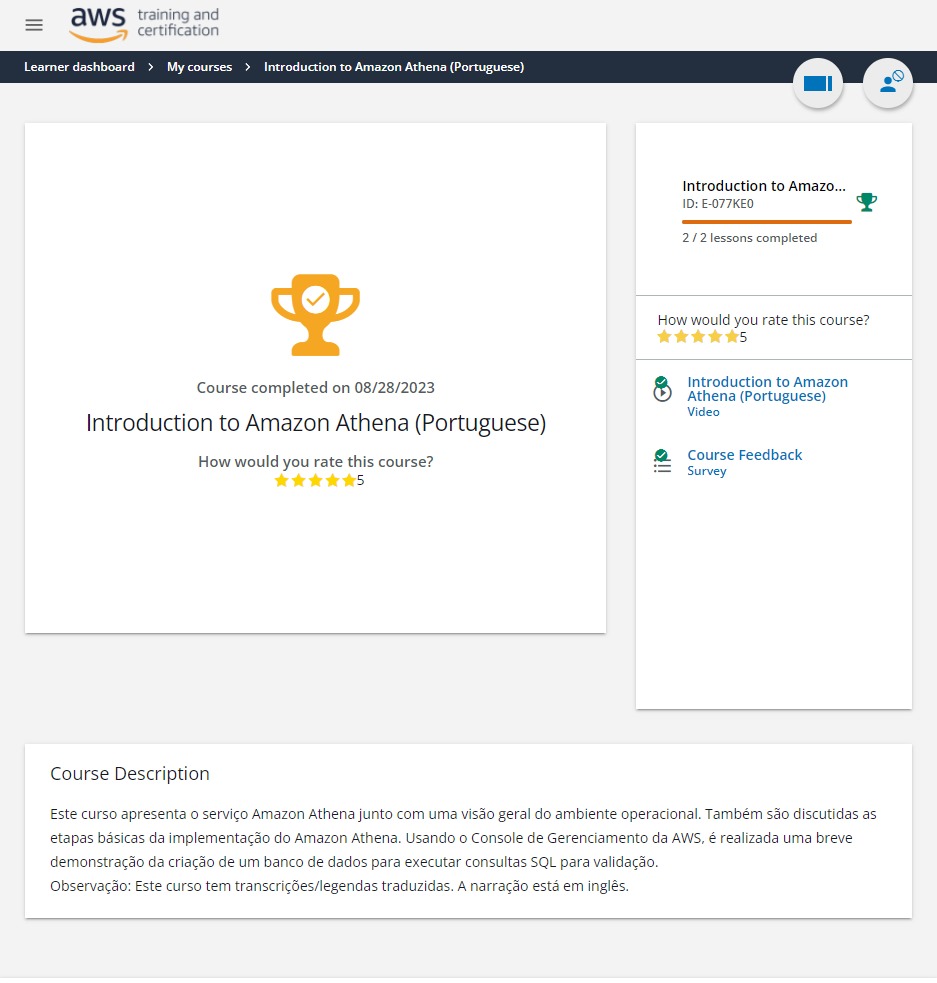 aws training and
certification
Learner dashboard > My courses > Introduction to Amazon Athena (Portuguese)
Course completed on 08/28/2023
Introduction to Amazon Athena (Portuguese)
How would you rate this course?
5
Introduction to Amazo...
ID: E-077KE0
2 / 2 lessons completed
How would you rate this course?
5
Introduction to Amazon
Athena (Portuguese)
Video
Course Feedback
Survey
Course Description
Este curso apresenta o serviço Amazon Athena junto com uma visão geral do ambiente operacional. Também são discutidas as
etapas básicas da implementação do Amazon Athena. Usando o Console de Gerenciamento da AWS, é realizada uma breve
demonstração da criação de um banco de dados para executar consultas SQL para validação.
Observação: Este curso tem transcrições/legendas traduzidas. A narração está em inglês.